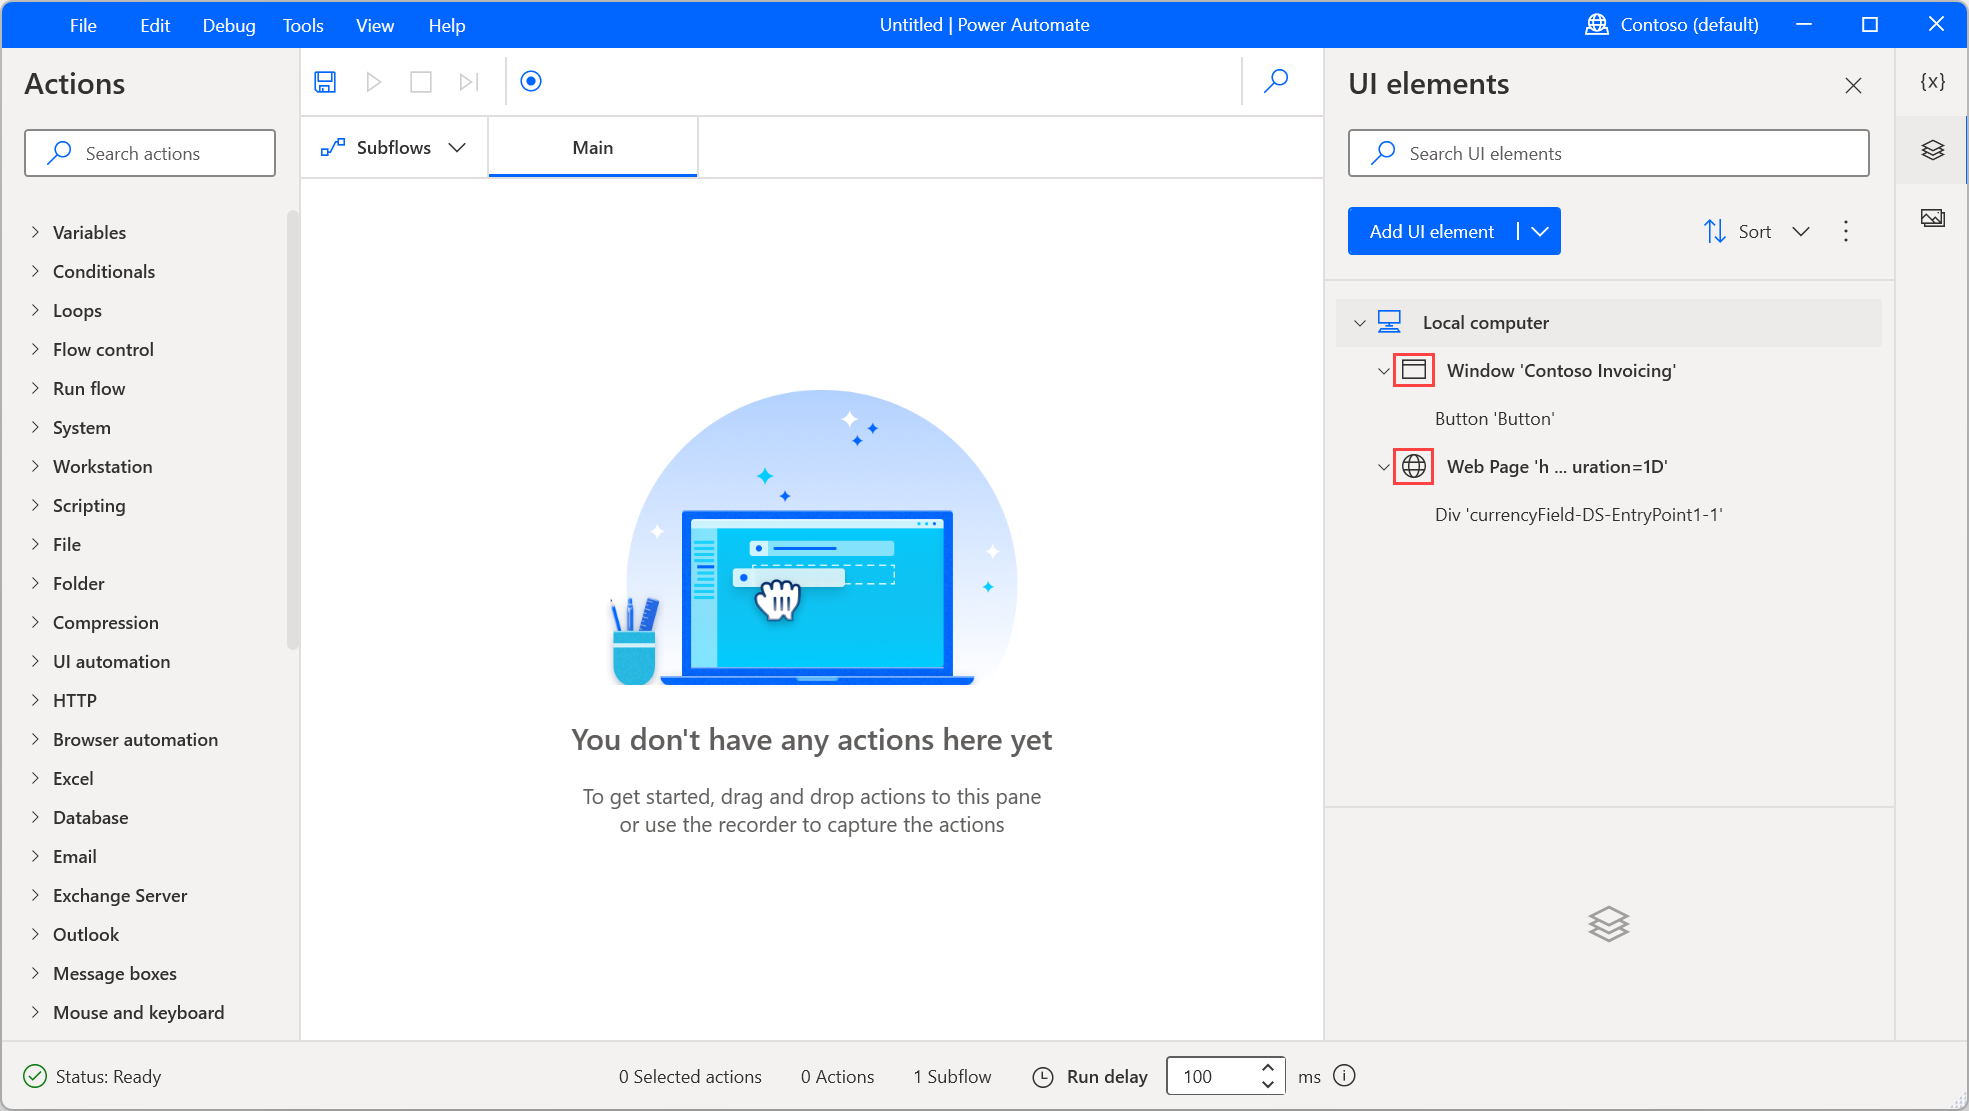 File Edit Debug Tools View Help Untitled | Power Automate Contoso (default)
Actions
Search actions
Variables
Conditionals
Loops
Flow control
Run flow
System
Workstation
Scripting
File
Folder
Compression
UI automation
HTTP
Browser automation
Excel
Database
Email
Exchange Server
Outlook
Message boxes
Mouse and keyboard
Subflows Main
You don't have any actions here yet
To get started, drag and drop actions to this pane
or use the recorder to capture the actions
UI elements
{x}
Search UI elements
Add UI element Sort
Local computer
Window 'Contoso Invoicing'
Button 'Button'
Web Page 'h ... uration=1D'
Div 'currencyField-DS-EntryPoint1-1'
Status: Ready 0 Selected actions 0 Actions 1 Subflow Run delay 100 ms